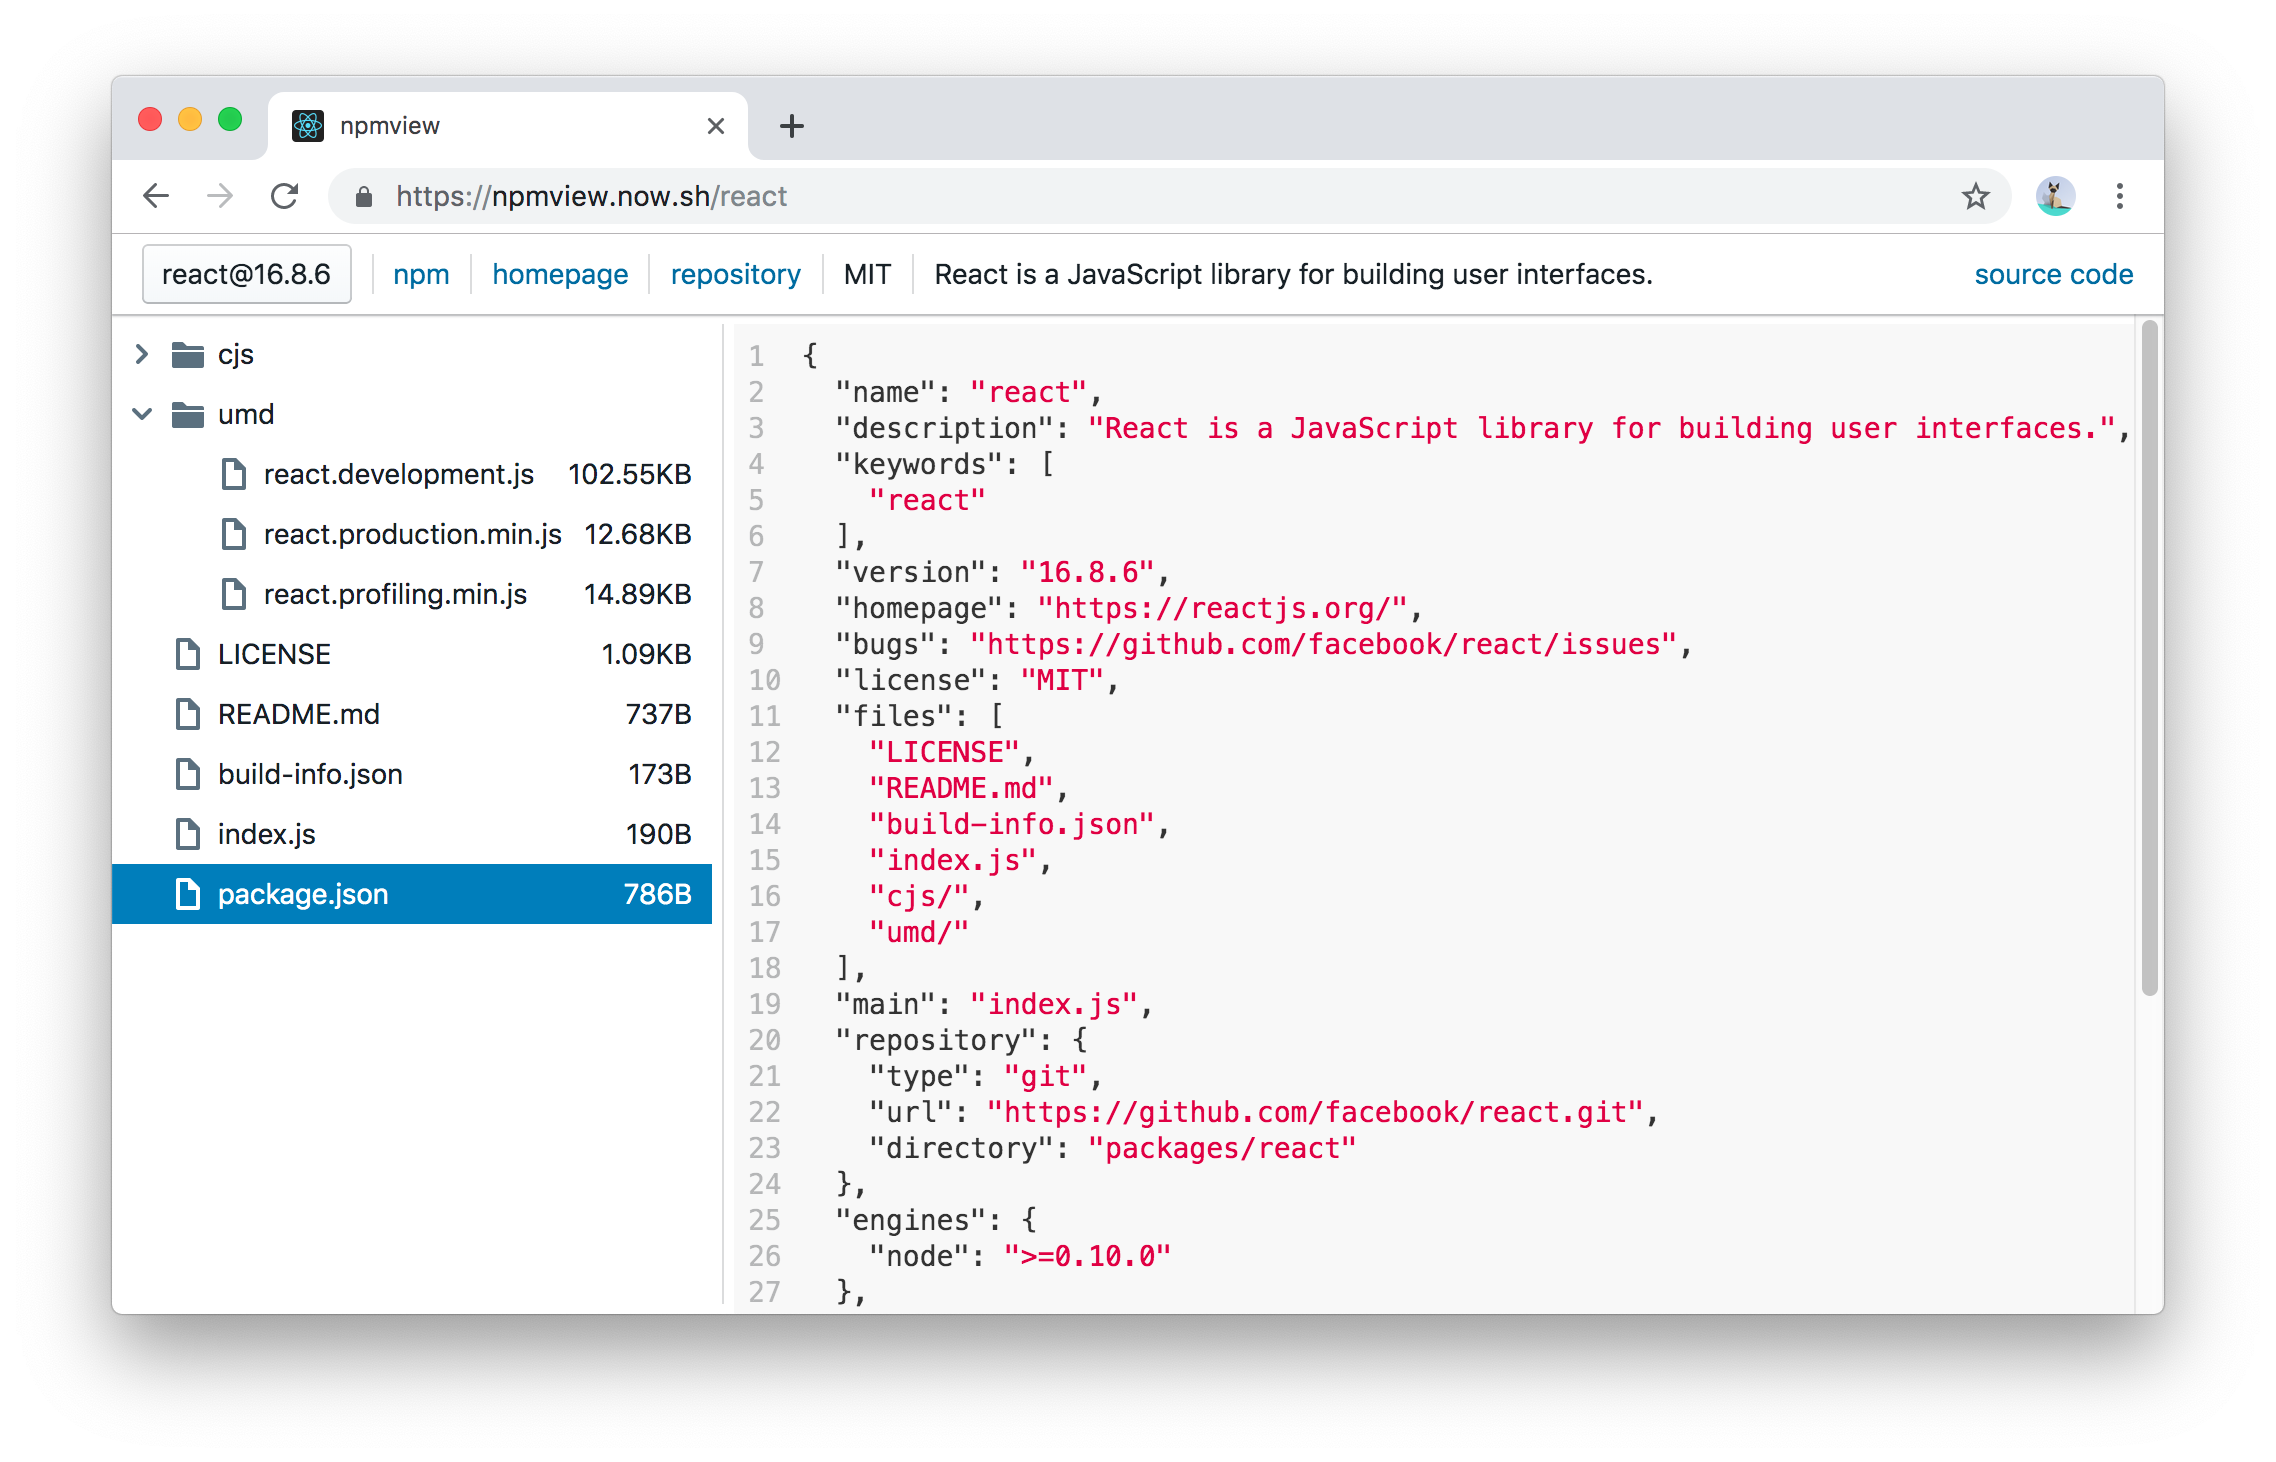 npmview
https://npmview.now.sh/react
react@16.8.6 npm homepage repository MIT React is a JavaScript library for building user interfaces. source code
cjs
umd
react.development.js 102.55KB
react.production.min.js 12.68KB
react.profiling.min.js 14.89KB
LICENSE 1.09KB
README.md 737B
build-info.json 173B
index.js 190B
package.json 786B
1 {
2 "name": "react",
3 "description": "React is a JavaScript library for building user interfaces.",
4 "keywords": [
5 "react"
6 ],
7 "version": "16.8.6",
8 "homepage": "https://reactjs.org/",
9 "bugs": "https://github.com/facebook/react/issues",
10 "license": "MIT",
11 "files": [
12 "LICENSE",
13 "README.md",
14 "build-info.json",
15 "index.js",
16 "cjs/",
17 "umd/"
18 ],
19 "main": "index.js",
20 "repository": {
21 "type": "git",
22 "url": "https://github.com/facebook/react.git",
23 "directory": "packages/react"
24 },
25 "engines": {
26 "node": ">=0.10.0"
27 },